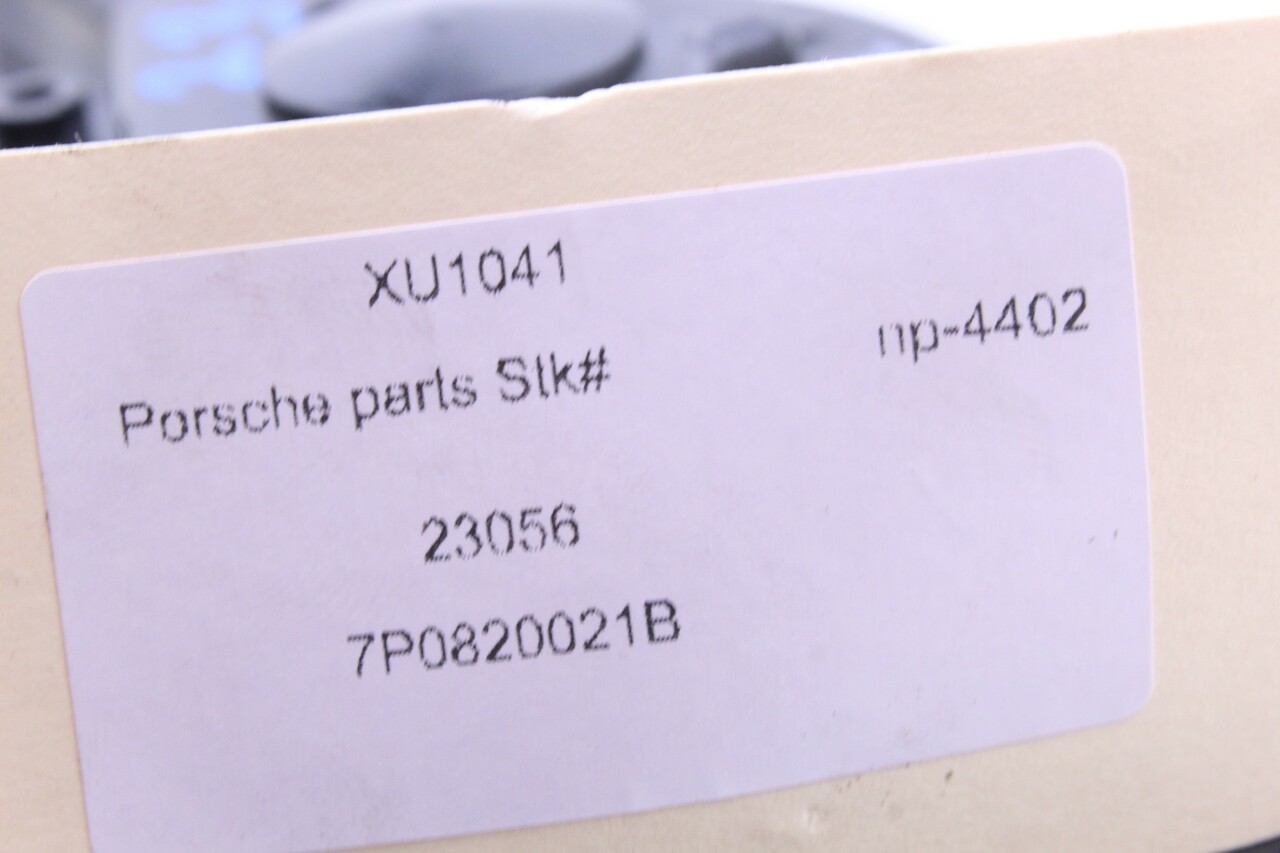 XU1041
np-4402
Porsche parts Stk#
23056
7P0820021B